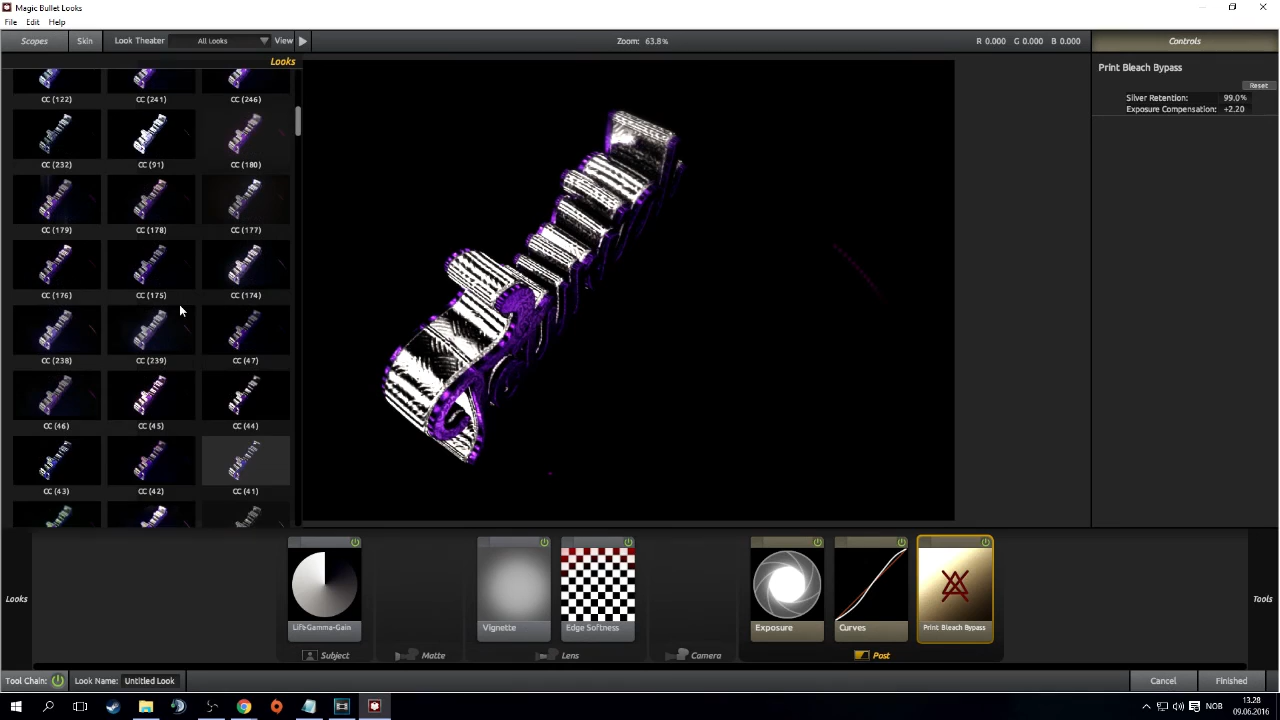 Magic Bullet Looks
File Edit Help
Scopes Skin Look Theater All Looks View Zoom: 63.8% R 0.000 G 0.000 B 0.000 Controls
Looks
Print Bleach Bypass
Reset
Silver Retention: 99.0%
Exposure Compensation: +2.20
CC (122) CC (241) CC (246)
CC (232) CC (91) CC (180)
CC (179) CC (178) CC (177)
CC (176) CC (175) CC (174)
CC (238) CC (239) CC (47)
CC (46) CC (45) CC (44)
CC (43) CC (42) CC (41)
Looks
Tools
Lift-Gamma-Gain Vignette Edge Softness Exposure Curves Print Bleach Bypass
Subject Matte Lens Camera Post
Tool Chain: Look Name: Untitled Look Cancel Finished
NOB
13.28
09.06.2016